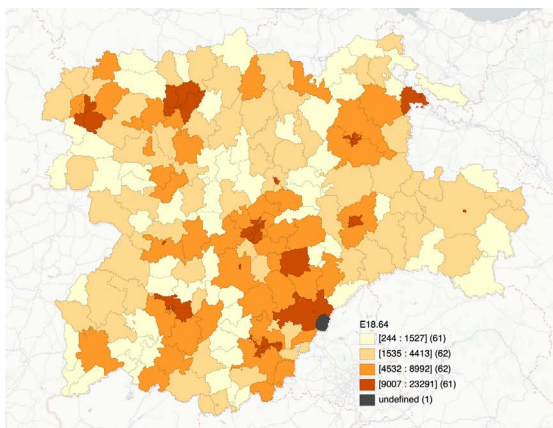 E18.64
[244 : 1527] (61)
[1535 : 4413] (62)
[4532 : 8992] (62)
[9007 : 23291] (61)
undefined (1)